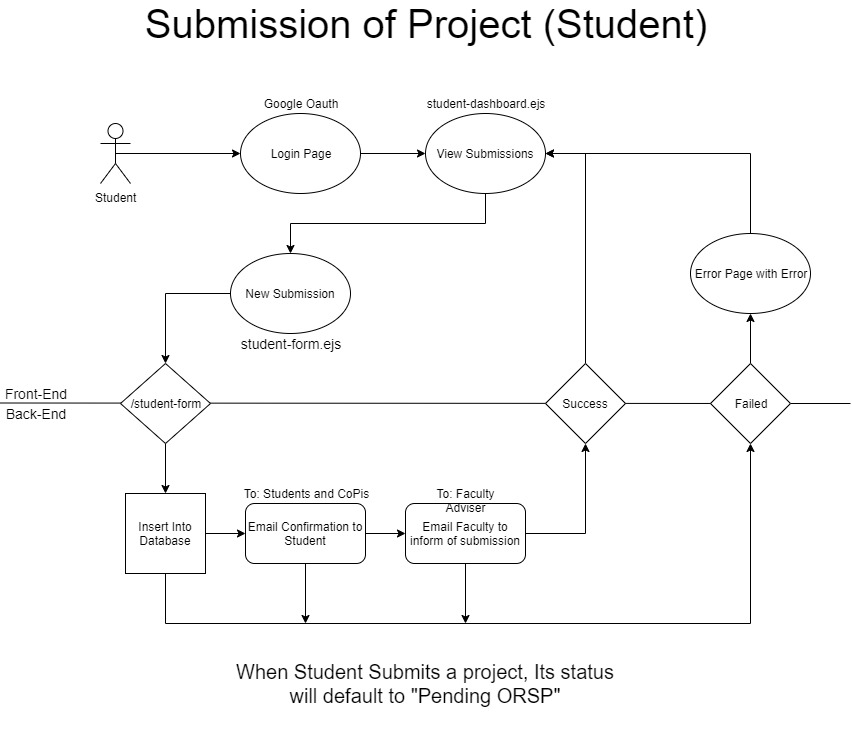 Submission of Project (Student)
Google Oauth
student-dashboard.ejs
Login Page
View Submissions
Student
Error Page with Error
New Submission
student-form.ejs
Front-End
/student-form
Success
Failed
Back-End
To: Students and CoPis
To: Faculty
Adviser
Insert Into
Database
Email Confirmation to
Student
Email Faculty to
inform of submission
When Student Submits a project, Its status
will default to "Pending ORSP"